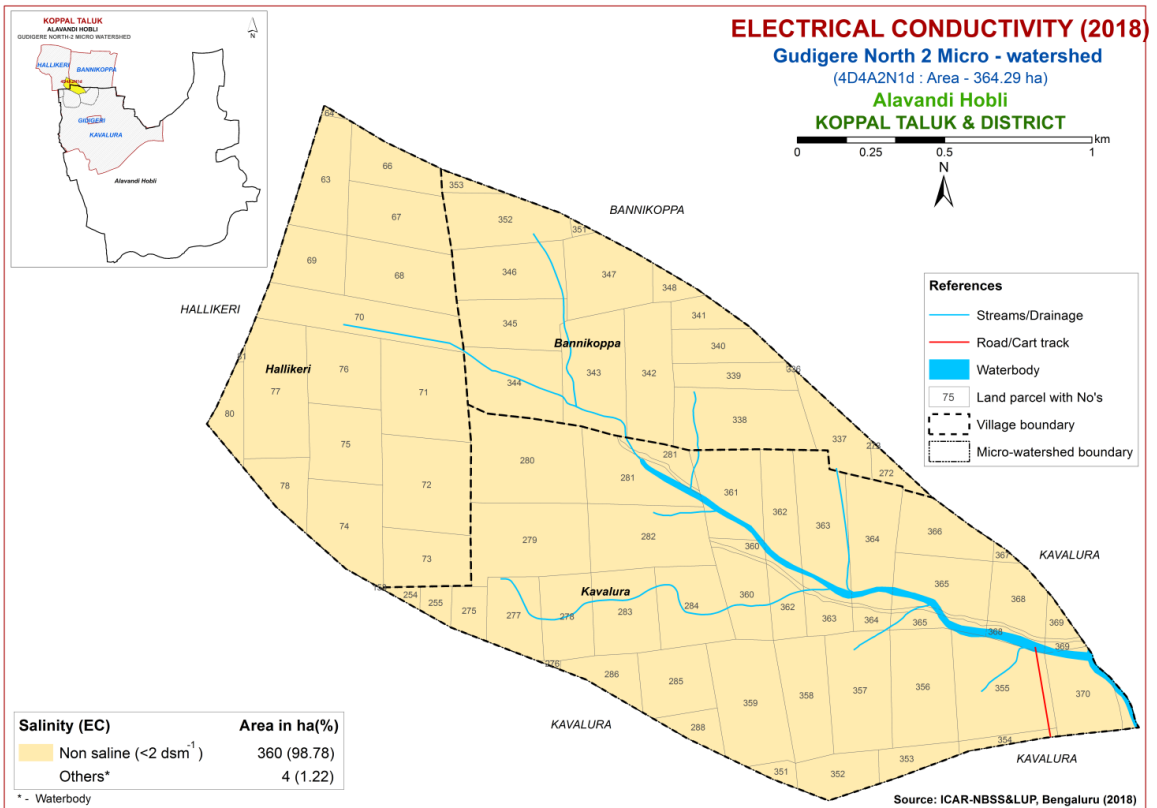 KOPPAL TALUK
ALAVANDI HOBLI
GUDIGERE NORTH-2 MICRO WATERSHED
N
HALLIKERI
BANNIKOPPA
4D4A2N1d
GIDIGERI
KAVALURA
Alavandi Hobli
ELECTRICAL CONDUCTIVITY (2018)
Gudigere North 2 Micro - watershed
(4D4A2N1d : Area - 364.29 ha)
Alavandi Hobli
KOPPAL TALUK & DISTRICT
km
0 0.25 0.5 1
N
64
66
63
353
67
352
BANNIKOPPA
351
69
68
346
347
348
HALLIKERI
70
345
341
340
Bannikoppa
81
Hallikeri
76
343
342
339
336
77
71
344
80
338
75
337
273
280
281
281
272
78
72
361
362
363
74
279
282
360
364
366
73
367
KAVALURA
365
254
255
275
277
278
Kavalura
283
284
360
362
363
364
365
368
368
369
369
276
286
285
359
358
357
356
355
370
KAVALURA
288
354
353
351
352
KAVALURA
References
Streams/Drainage
Road/Cart track
Waterbody
75 Land parcel with No's
Village boundary
Micro-watershed boundary
Salinity (EC) Area in ha(%)
Non saline (<2 dsm-1) 360 (98.78)
Others* 4 (1.22)
* - Waterbody
Source: ICAR-NBSS&LUP, Bengaluru (2018)